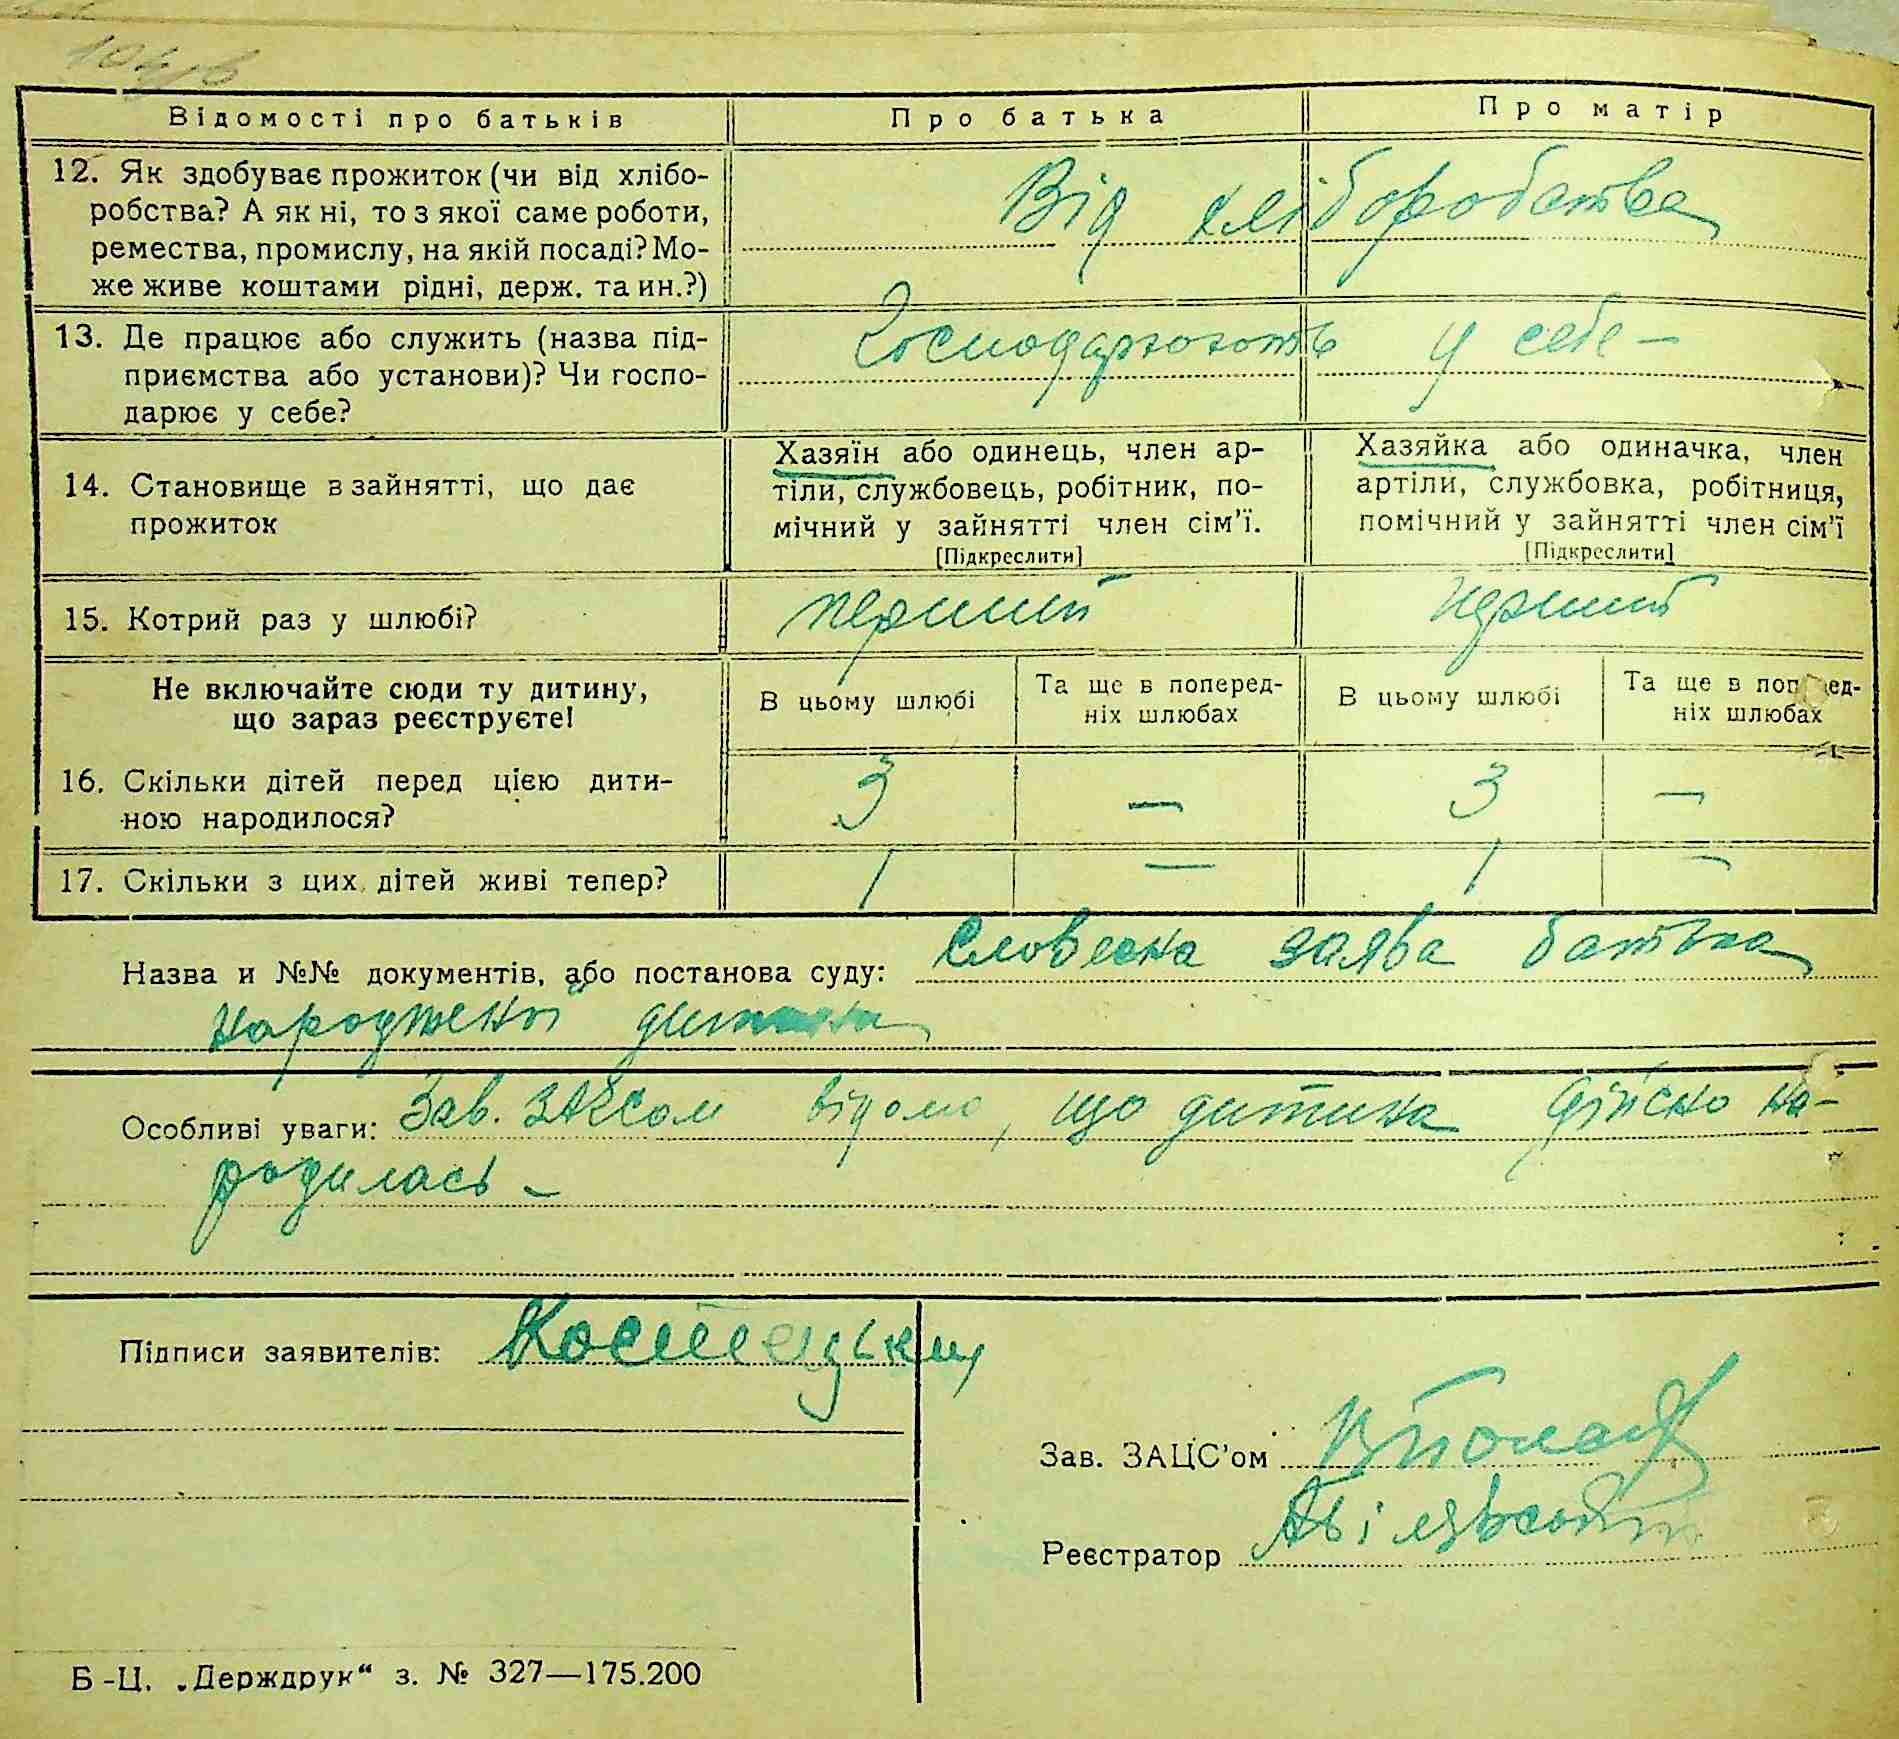 Відомості про батьків Про батька Про матір
12. Як здобуває прожиток (чи від хлібо-
робства? А як ні, то з якої саме роботи,
ремества, промислу, на якій посаді? Мо-
же живе коштами рідні, держ. та ин.?)
Від хліборобства
13. Де працює або служить (назва під-
приємства або установи)? Чи госпо-
дарює у себе?
Господарюють у себе —
14. Становище в зайнятті, що дає
прожиток
Хазяїн або одинець, член ар-
тіли, службовець, робітник, по-
мічний у зайнятті член сім'ї.
[Підкреслити]
Хазяйка або одиначка, член
артіли, службовка, робітниця,
помічний у зайнятті член сім'ї
[Підкреслити]
15. Котрий раз у шлюбі? перший перший
Не включайте сюди ту дитину,
що зараз реєструєте!
В цьому шлюбі
Та ще в поперед-
ніх шлюбах
В цьому шлюбі
Та ще в поперед-
ніх шлюбах
16. Скільки дітей перед цією дити-
ною народилося?
3 — 3 —
17. Скільки з цих дітей живі тепер? 1 — 1 —
Назва и №№ документів, або постанова суду: Словесна заява батька
народженої
Особливі уваги: Зав. ЗАЦСом відомо, що дитина дійсно на-
родилась —
Підписи заявителів: Костецький
Зав. ЗАЦС'ом
Реєстратор
Б-Ц. „Держдрук“ з. № 327—175.200